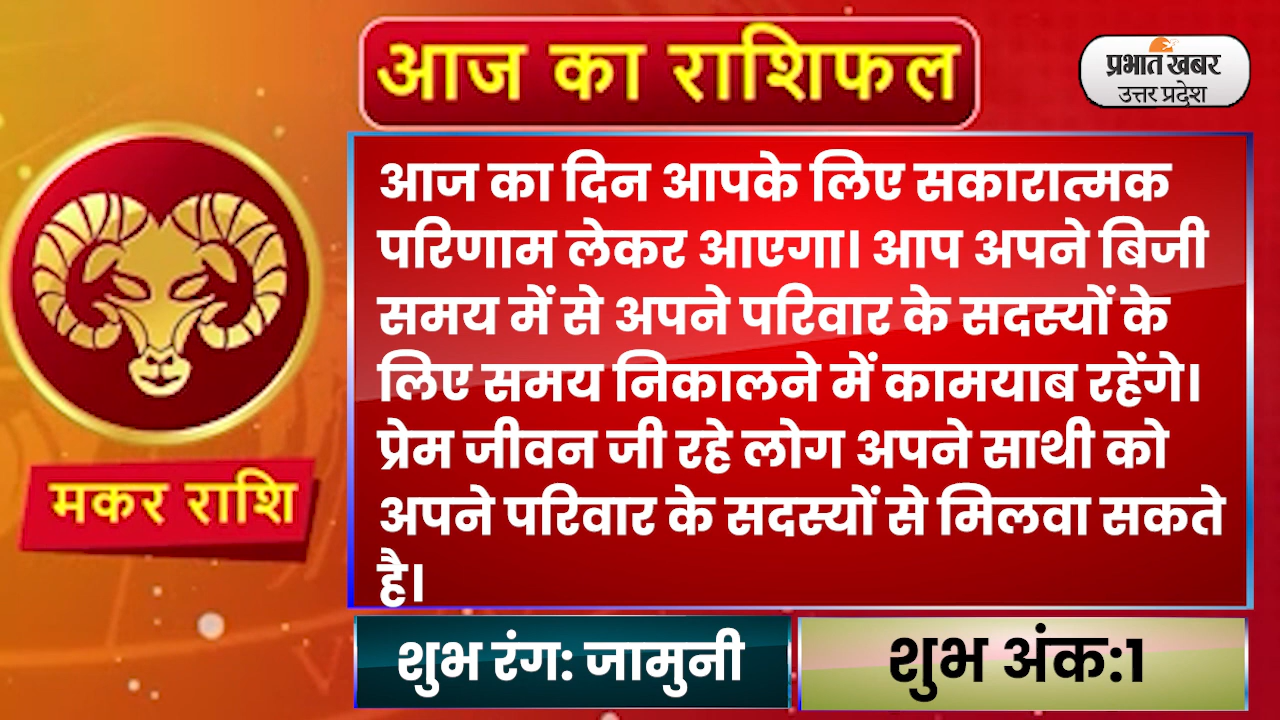 आज का राशिफल
प्रभात खबर
उत्तर प्रदेश
आज का दिन आपके लिए सकारात्मक
परिणाम लेकर आएगा। आप अपने बिजी
समय में से अपने परिवार के सदस्यों के
लिए समय निकालने में कामयाब रहेंगे।
प्रेम जीवन जी रहे लोग अपने साथी को
अपने परिवार के सदस्यों से मिलवा सकते
है।
मकर राशि
शुभ रंग: जामुनी
शुभ अंक:1